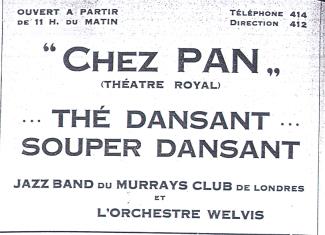 OUVERT A PARTIR
DE 11 H. DU MATIN
TÉLÉPHONE 414
DIRECTION 412
“CHEZ PAN„
(THÉATRE ROYAL)
... THÉ DANSANT ...
SOUPER DANSANT
JAZZ BAND DU MURRAYS CLUB DE LONDRES
ET
L'ORCHESTRE WELVIS